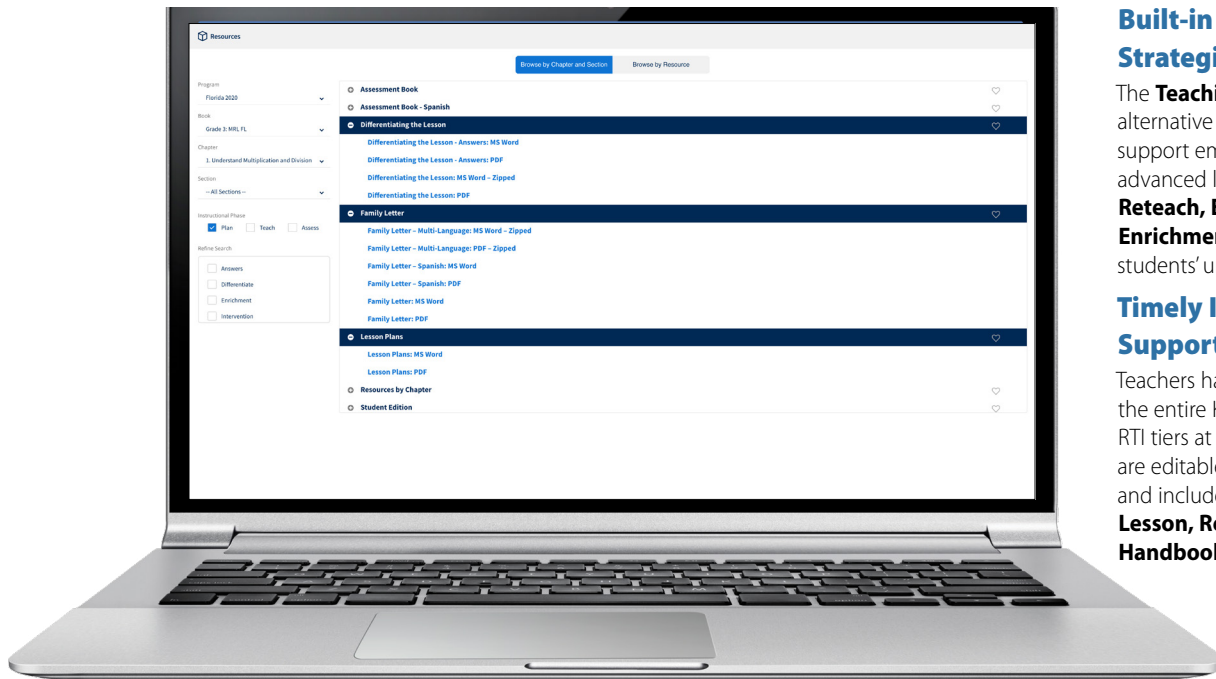 Resources
Browse by Chapter and Section
Browse by Resource
Program
Florida 2020
Book
Grade 3: MRL FL
Chapter
1. Understand Multiplication and Division
Section
-- All Sections --
Instructional Phase
Plan Teach Assess
Refine Search
Answers
Differentiate
Enrichment
Intervention
Assessment Book
Assessment Book - Spanish
Differentiating the Lesson
Differentiating the Lesson - Answers: MS Word
Differentiating the Lesson - Answers: PDF
Differentiating the Lesson: MS Word – Zipped
Differentiating the Lesson: PDF
Family Letter
Family Letter – Multi-Language: MS Word – Zipped
Family Letter – Multi-Language: PDF – Zipped
Family Letter – Spanish: MS Word
Family Letter – Spanish: PDF
Family Letter: MS Word
Family Letter: PDF
Lesson Plans
Lesson Plans: MS Word
Lesson Plans: PDF
Resources by Chapter
Student Edition
Built-in
Strategi
The Teachi
alternative
support em
advanced l
Reteach, E
Enrichmen
students' u
Timely I
Support
Teachers ha
the entire
RTI tiers at
are editable
and include
Lesson, Re
Handbook